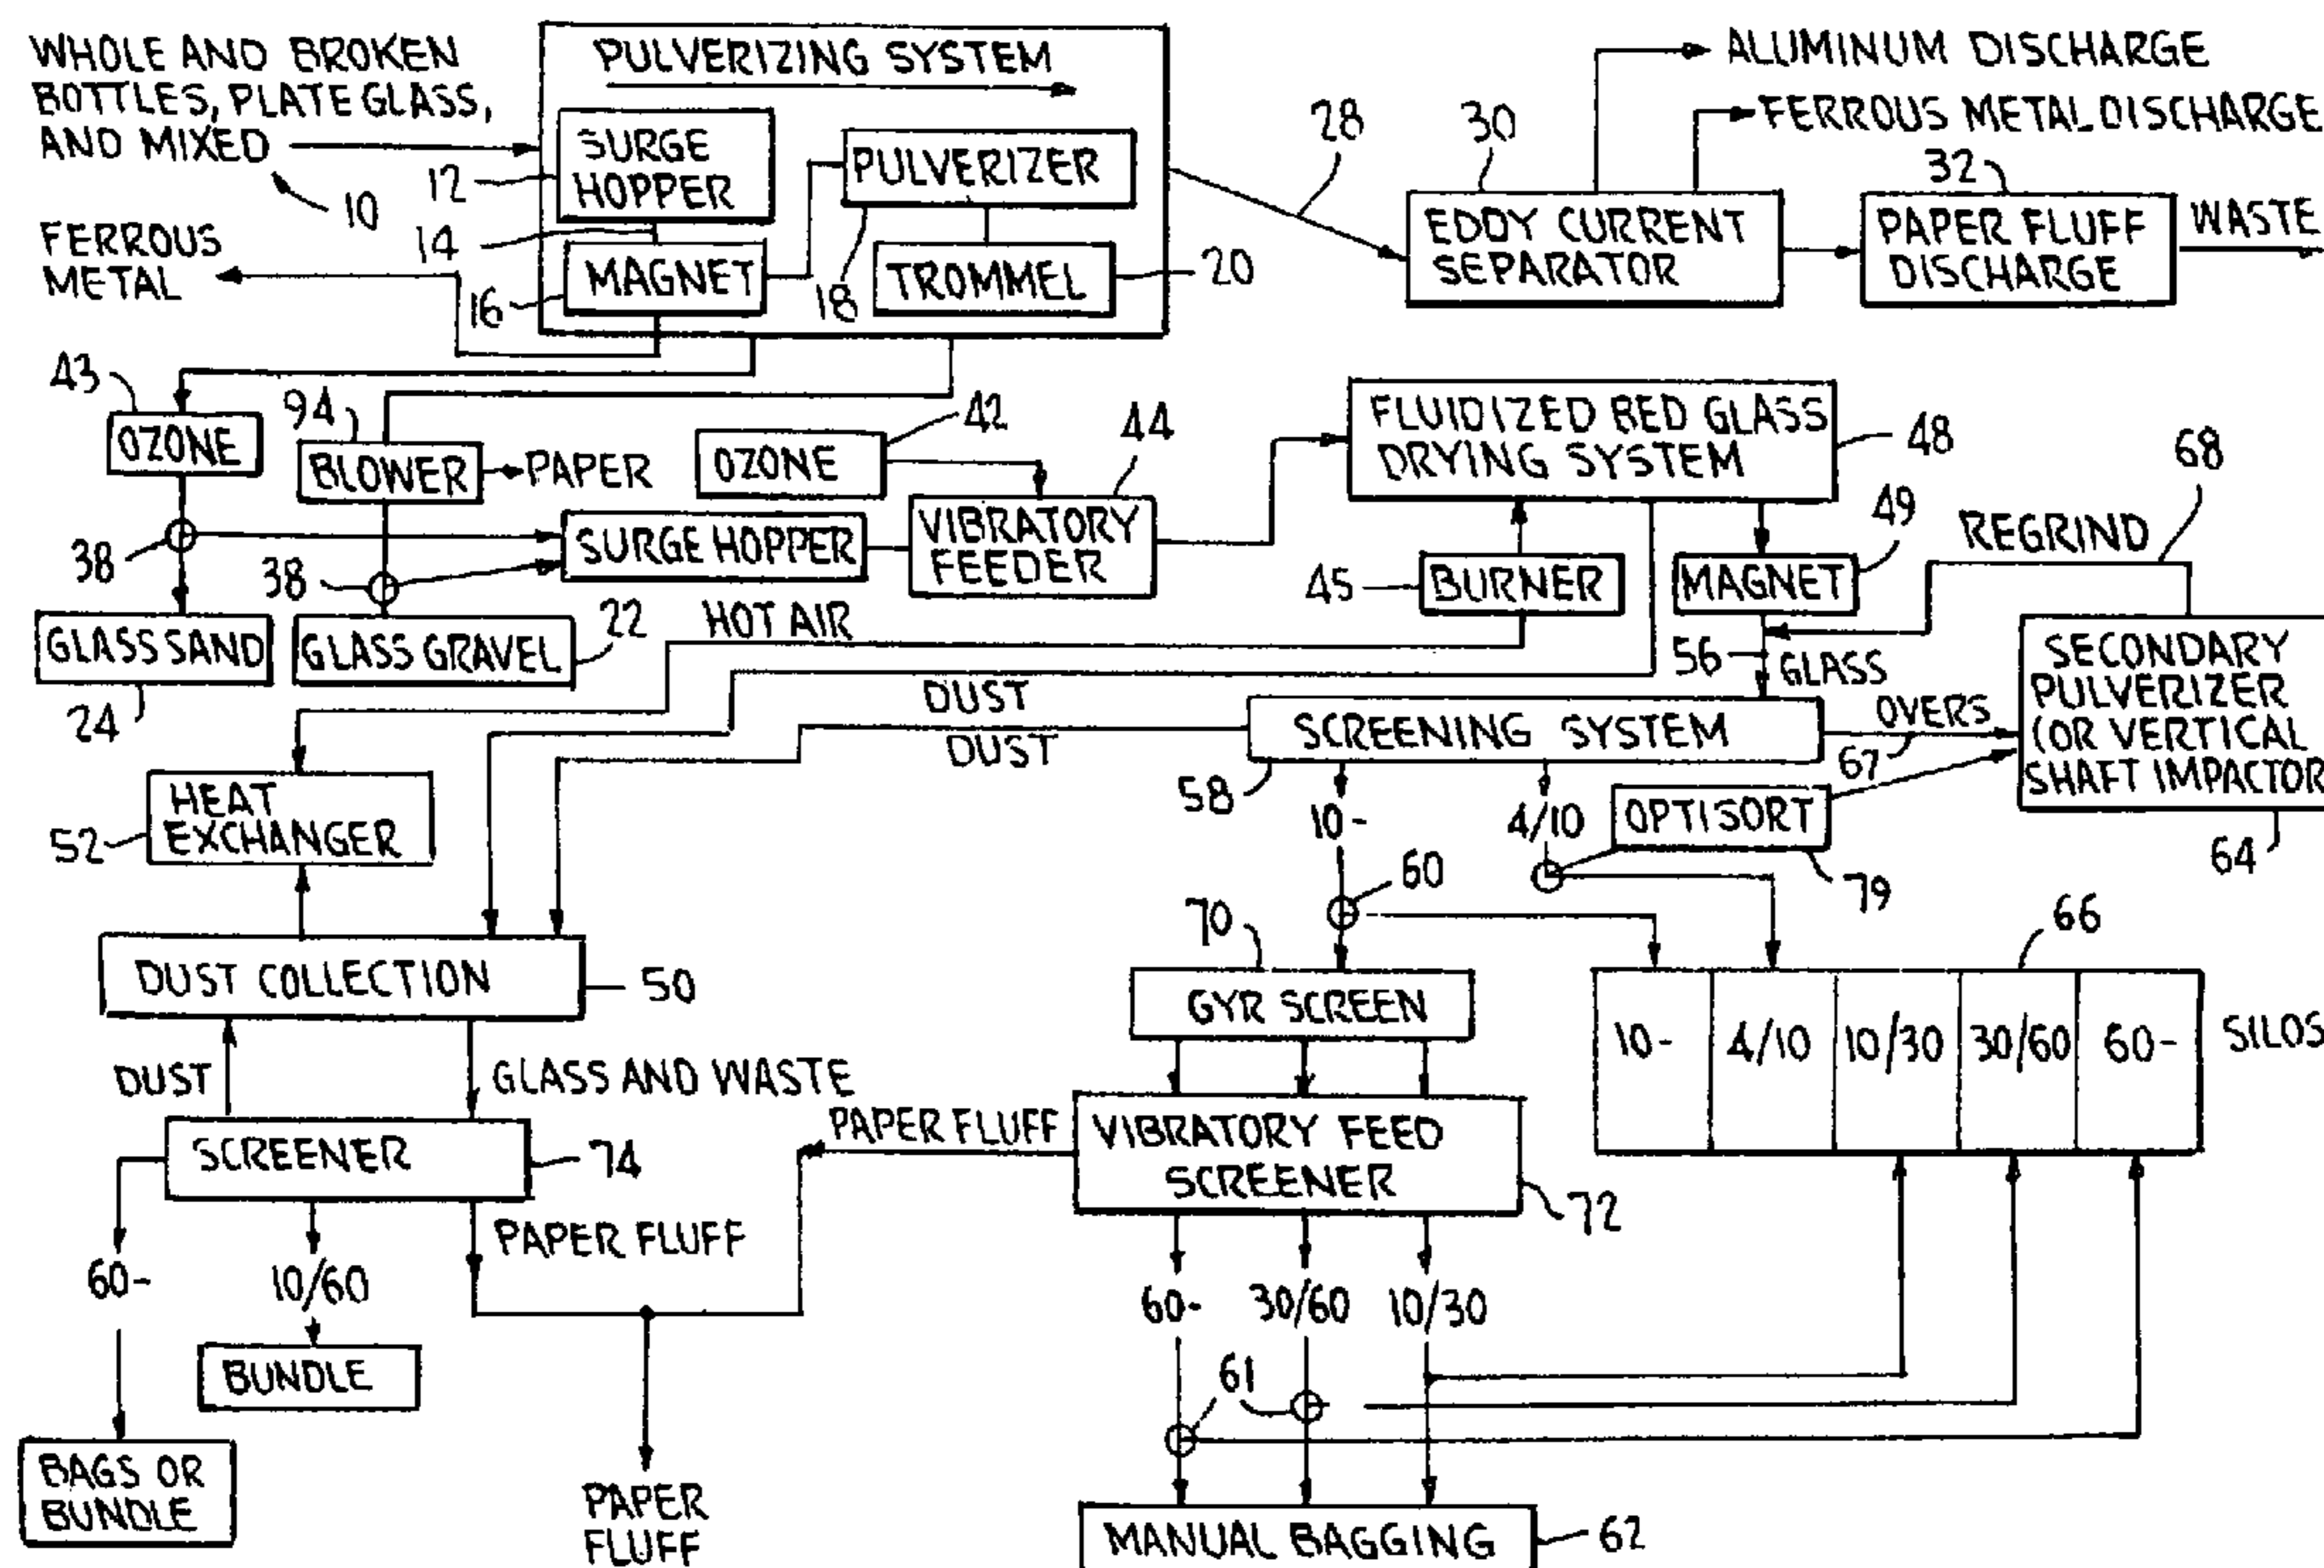 WHOLE AND BROKEN
BOTTLES, PLATE GLASS,
AND MIXED
10
FERROUS
METAL
PULVERIZING SYSTEM
SURGE
HOPPER
12
14
MAGNET
16
PULVERIZER
18
TROMMEL
20
28
30
EDDY CURRENT
SEPARATOR
ALUMINUM DISCHARGE
FERROUS METAL DISCHARGE
32
PAPER FLUFF
DISCHARGE
WASTE
43
OZONE
94
BLOWER
PAPER
OZONE
42
44
38
38
SURGE HOPPER
VIBRATORY
FEEDER
FLUIDIZED BED GLASS
DRYING SYSTEM
48
45
BURNER
49
MAGNET
68
REGRIND
GLASS SAND
24
GLASS GRAVEL
22
HOT AIR
DUST
DUST
56
GLASS
SCREENING SYSTEM
58
OVERS
67
SECONDARY
PULVERIZER
(OR VERTICAL
SHAFT IMPACTOR
64
HEAT
EXCHANGER
52
10-
4/10
OPTISORT
79
60
70
GYR SCREEN
66
10-
4/10
10/30
30/60
60-
SILOS
DUST COLLECTION
50
DUST
GLASS AND WASTE
SCREENER
74
PAPER FLUFF
VIBRATORY FEED
SCREENER
72
PAPER FLUFF
60-
10/60
BUNDLE
BAGS OR
BUNDLE
PAPER
FLUFF
60-
30/60
10/30
61
MANUAL BAGGING
62